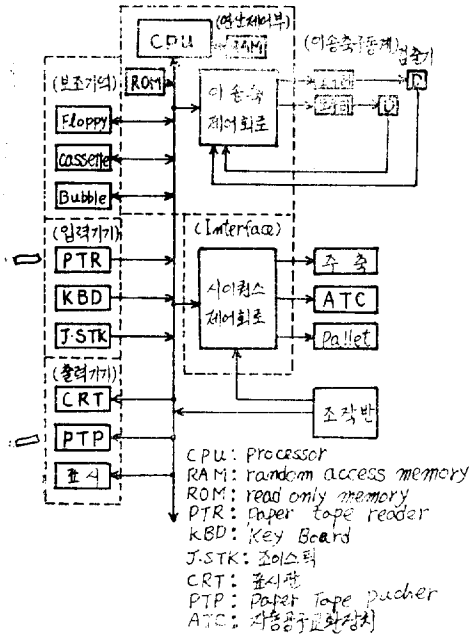 (연산제어부)
CPU
RAM
(이송축구동계)
검출기
(보조기억)
ROM
이송축
제어회로
Floppy
Cassette
Bubble
(입력기기)
(Interface)
PTR
시이퀀스
제어회로
주축
KBD
ATC
J·STK
Pallet
(출력기기)
CRT
조작반
PTP
표시
CPU: Processor
RAM: random access memory
ROM: read only memory
PTR: Paper tape reader
KBD: Key Board
J.STK: 조이스틱
CRT: 표시관
PTP: Paper Tape Pucher
ATC: 자동공구교환장치